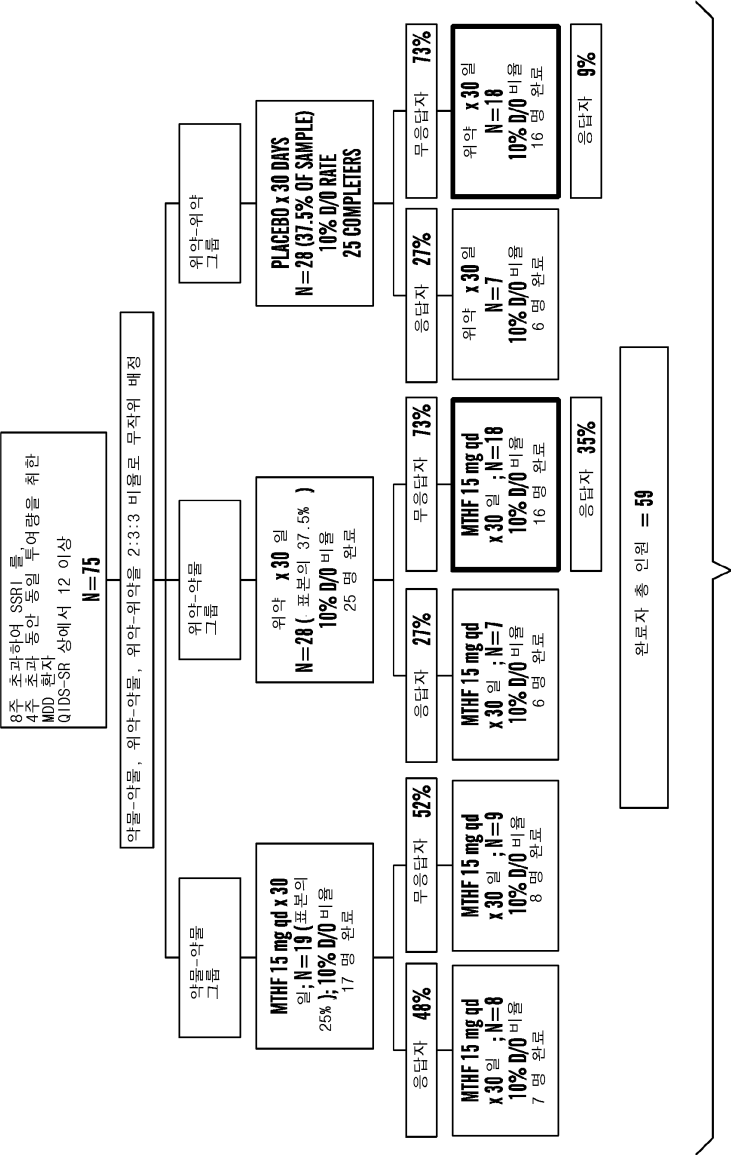 8주 초과하여 SSRI 를,
4주 초과 동안 동일 투여량을 취한
MDD 환자
QIDS-SR 상에서 12 이상
N=75
약물-약물, 위약-약물, 위약-위약을 2:3:3 비율로 무작위 배정
약물-약물
그룹
위약-약물
그룹
위약-위약
그룹
MTHF 15 mg qd x 30
일; N=19 (표본의
25% ); 10% D/O 비율
17 명 완료
위약 x 30 일
N=28 ( 표본의 37.5% )
10% D/O 비율
25 명 완료
PLACEBO x 30 DAYS
N=28 (37.5% OF SAMPLE)
10% D/O RATE
25 COMPLETERS
응답자 48%
무응답자 52%
응답자 27%
무응답자 73%
응답자 27%
무응답자 73%
MTHF 15 mg qd
x 30 일 ; N=8
10% D/O 비율
7 명 완료
MTHF 15 mg qd
x 30 일 ; N=9
10% D/O 비율
8 명 완료
MTHF 15 mg qd
x 30 일 ; N=7
10% D/O 비율
6 명 완료
MTHF 15 mg qd
x 30 일 ; N=18
10% D/O 비율
16 명 완료
위약 x 30 일
N=7
10% D/O 비율
6 명 완료
위약 x 30 일
N=18
10% D/O 비율
16 명 완료
응답자 35%
응답자 9%
완료자 총 인원 = 59